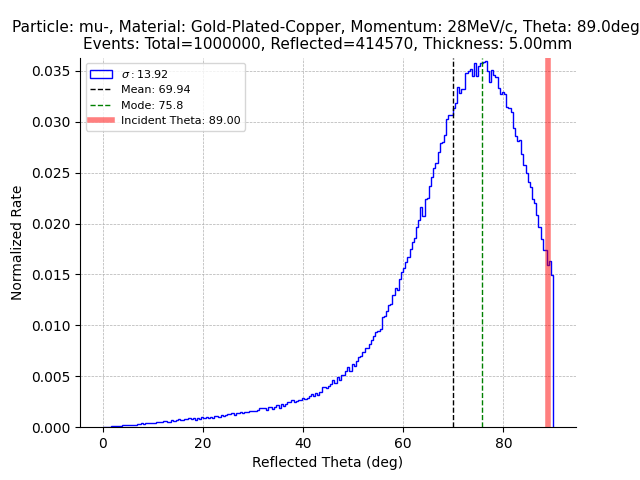 Particle: mu-, Material: Gold-Plated-Copper, Momentum: 28MeV/c, Theta: 89.0deg
Events: Total=1000000, Reflected=414570, Thickness: 5.00mm
σ: 13.92
Mean: 69.94
Mode: 75.8
Incident Theta: 89.00
Normalized Rate
0.035
0.030
0.025
0.020
0.015
0.010
0.005
0.000
0 20 40 60 80
Reflected Theta (deg)